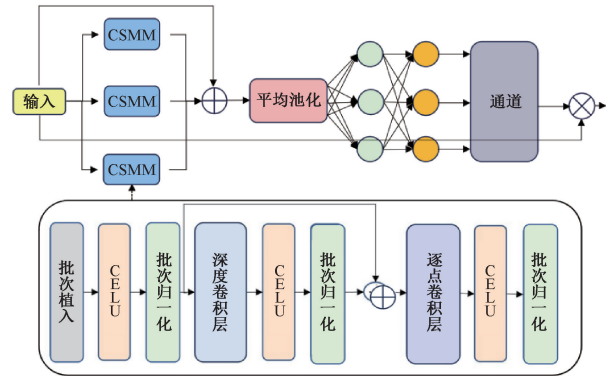 CSMM
输入
CSMM
平均池化
通道
CSMM
批次植入
CELU
批次归一化
深度卷积层
CELU
批次归一化
逐点卷积层
CELU
批次归一化